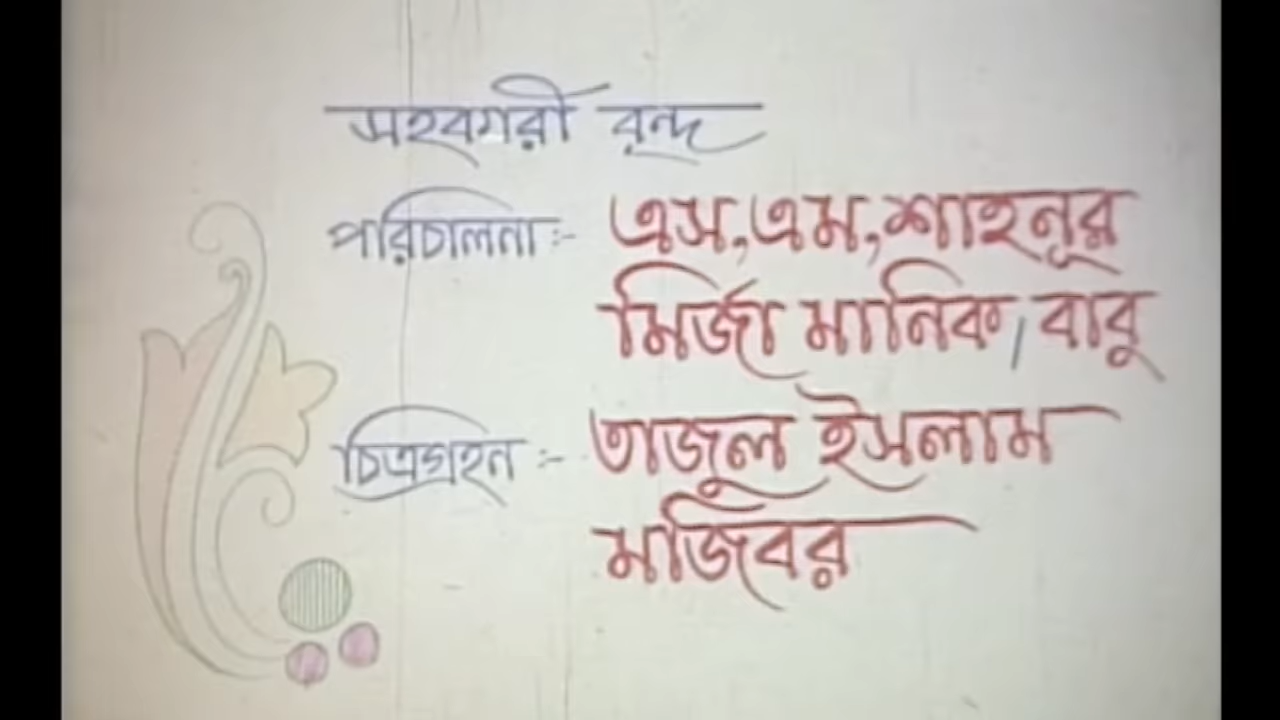 সহকারী বৃন্দ
পরিচালনা :- এস,এম,শাহনূর
মির্জা মানিক/বাবু
চিত্রগ্রহন :- তাজুল ইসলাম
মজিবর